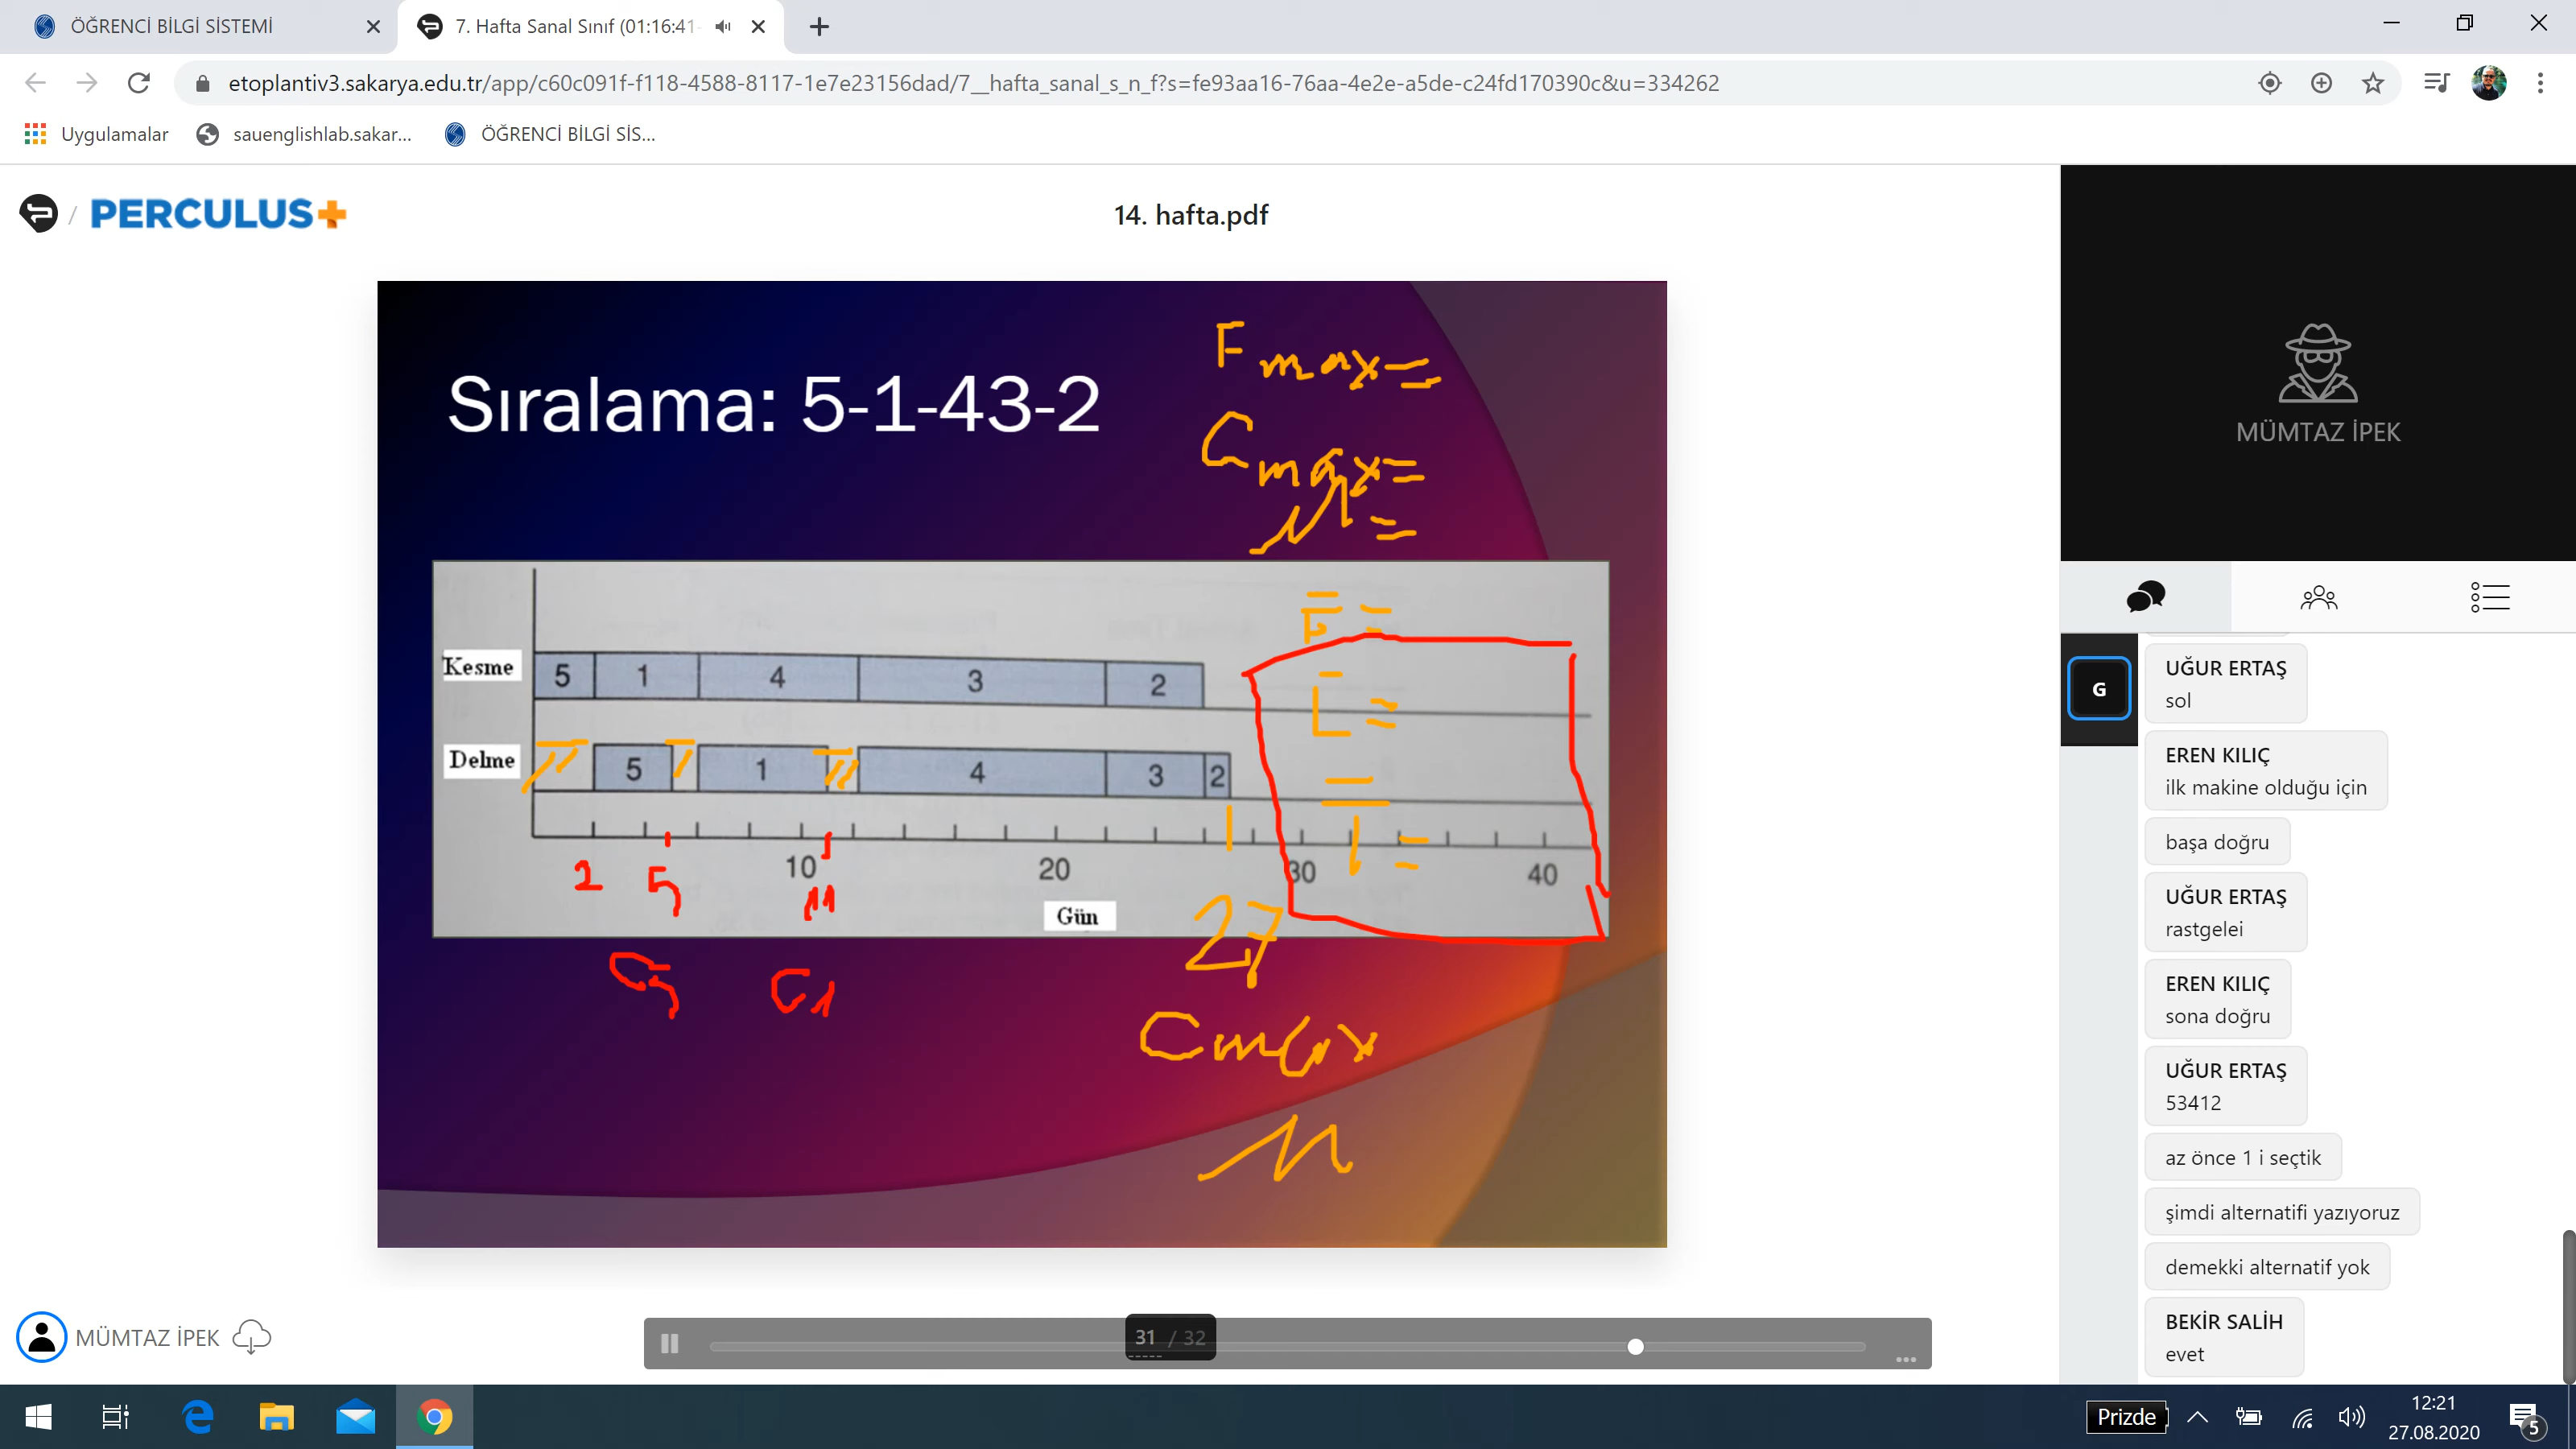 ÖĞRENCİ BİLGİ SİSTEMİ
7. Hafta Sanal Sınıf (01:16:41-
etoplantiv3.sakarya.edu.tr/app/c60c091f-f118-4588-8117-1e7e23156dad/7__hafta_sanal_s_n_f?s=fe93aa16-76aa-4e2e-a5de-c24fd170390c&u=334262
Uygulamalar
sauenglishlab.sakar...
ÖĞRENCİ BİLGİ SİS...
/ PERCULUS+
14. hafta.pdf
F max=
Sıralama: 5-1-43-2
C max=
Kesme 5 1 4 3 2
Delme 5 1 4 3 2
10 20 30 40
2 5 11
Gün
27
C5 C1
Cmax
MÜMTAZ İPEK
G
UĞUR ERTAŞ
sol
EREN KILIÇ
ilk makine olduğu için
başa doğru
UĞUR ERTAŞ
rastgelei
EREN KILIÇ
sona doğru
UĞUR ERTAŞ
53412
az önce 1 i seçtik
şimdi alternatifi yazıyoruz
demekki alternatif yok
BEKİR SALİH
evet
MÜMTAZ İPEK
31 / 32
Prizde
12:21
27.08.2020
5